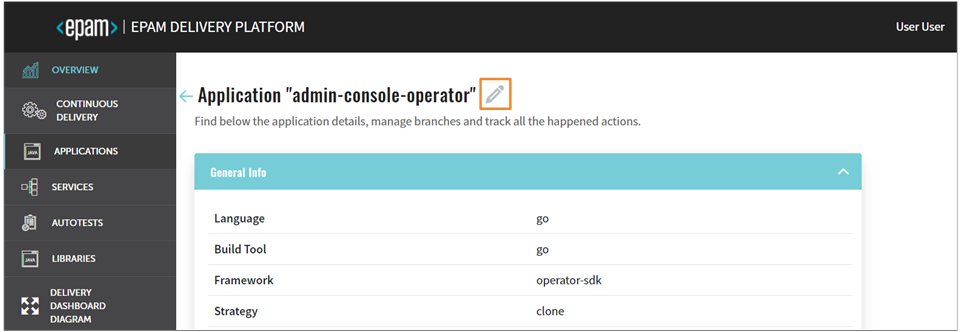 <epam> | EPAM DELIVERY PLATFORM
User User
OVERVIEW
CONTINUOUS
DELIVERY
APPLICATIONS
SERVICES
AUTOTESTS
LIBRARIES
DELIVERY
DASHBOARD
DIAGRAM
Application "admin-console-operator"
Find below the application details, manage branches and track all the happened actions.
General Info
Language go
Build Tool go
Framework operator-sdk
Strategy clone
JAVA
JAVA